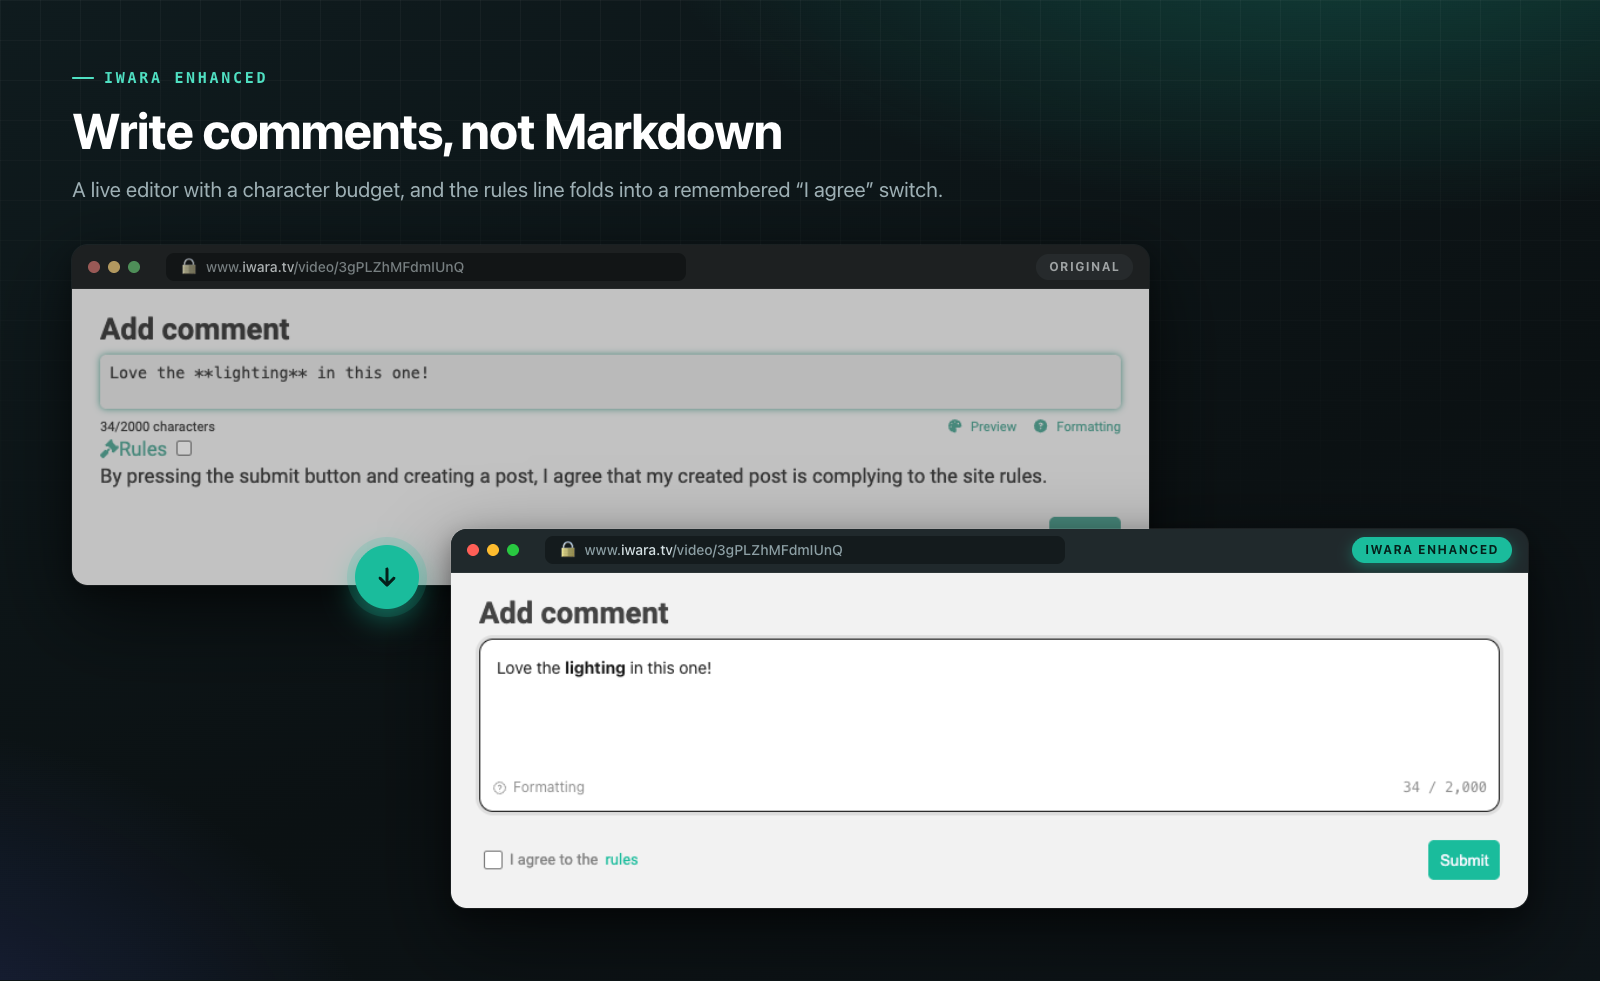 IWARA ENHANCED
Write comments, not Markdown
A live editor with a character budget, and the rules line folds into a remembered “I agree” switch.
www.iwara.tv/video/3gPLZhMFdmIUnQ
ORIGINAL
Add comment
Love the **lighting** in this one!
34/2000 characters
Preview
Formatting
Rules
By pressing the submit button and creating a post, I agree that my created post is complying to the site rules.
www.iwara.tv/video/3gPLZhMFdmIUnQ
IWARA ENHANCED
Add comment
Love the lighting in this one!
Formatting
34 / 2,000
I agree to the rules
Submit